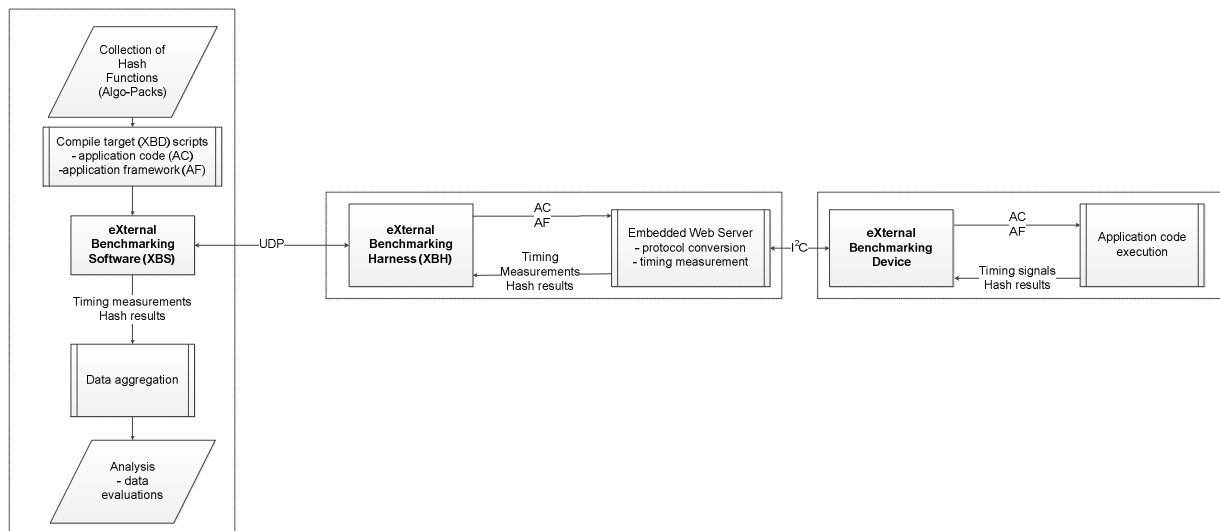 Collection of
Hash
Functions
(Algo-Packs)
Compile target (XBD) scripts
- application code (AC)
-application framework (AF)
eXternal
Benchmarking
Software (XBS)
UDP
Timing measurements
Hash results
Data aggregation
Analysis
- data
evaluations
eXternal
Benchmarking
Harness (XBH)
AC
AF
Timing
Measurements
Hash results
Embedded Web Server
- protocol conversion
- timing measurement
I²C
eXternal
Benchmarking
Device
AC
AF
Timing signals
Hash results
Application code
execution